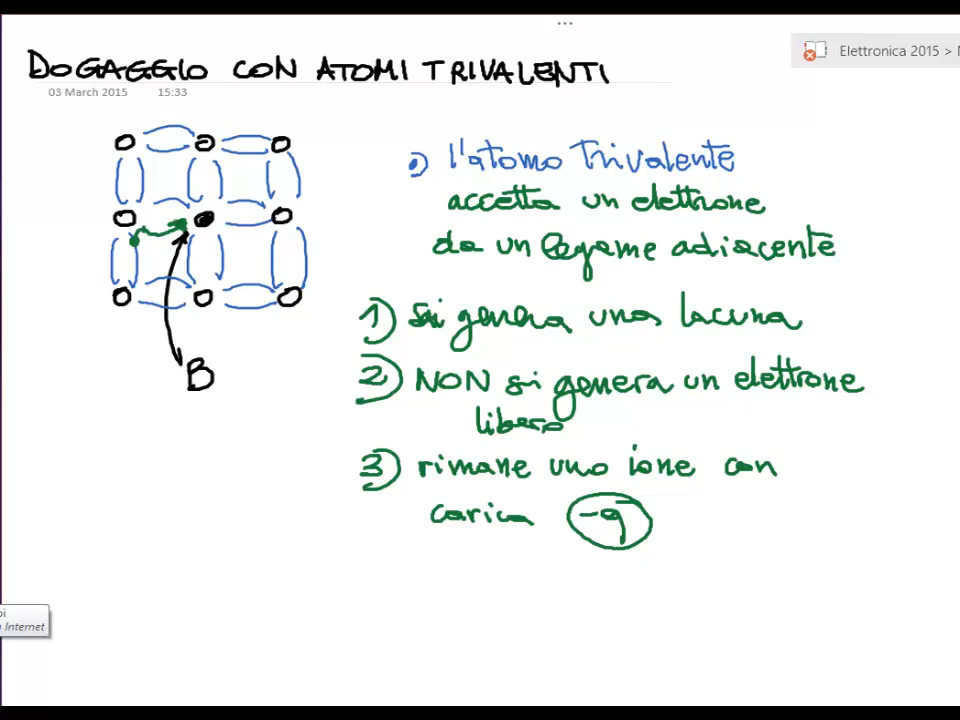 ...
Elettronica 2015 >
DOGAGGIO CON ATOMI TRIVALENTI
03 March 2015 15:33
•) l'atomo trivalente
accetta un elettrone
da un legame adiacente
1) si genera una lacuna
2) NON si genera un elettrone
libero
B
3) rimane uno ione con
carica -q
Internet